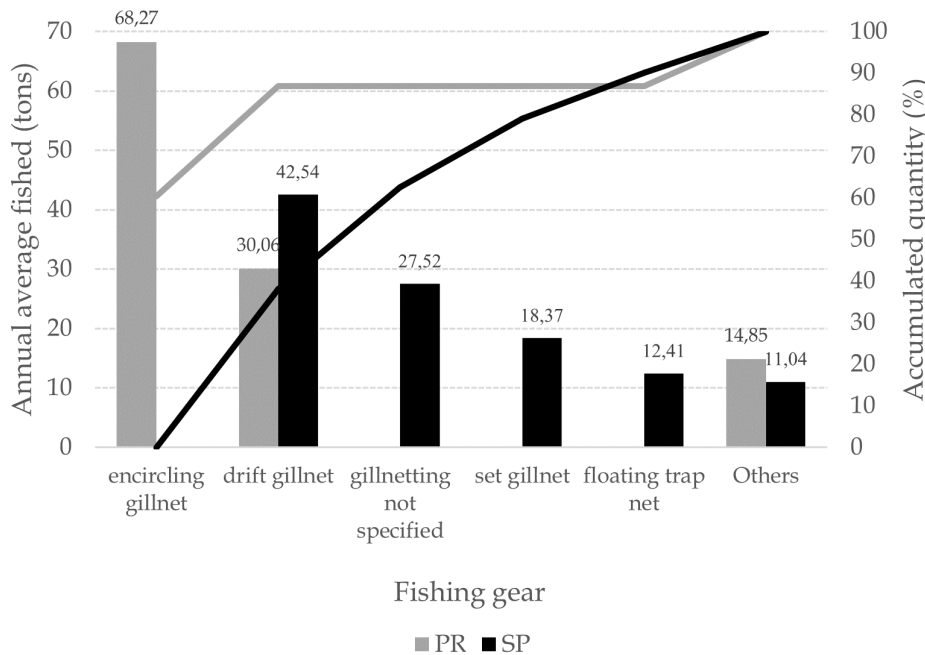 Annual average fished (tons)
70
60
50
40
30
20
10
0
68,27
30,06
42,54
27,52
18,37
12,41
14,85
11,04
100
90
80
70
60
50
40
30
20
10
0
Accumulated quantity (%)
encircling
gillnet
drift gillnet
gillnetting
not
specified
set gillnet
floating trap
net
Others
Fishing gear
PR SP